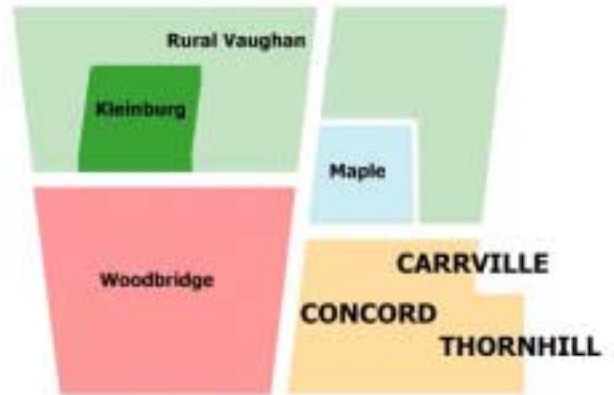 Rural Vaughan
Kleinburg
Maple
Woodbridge
CARRVILLE
CONCORD
THORNHILL